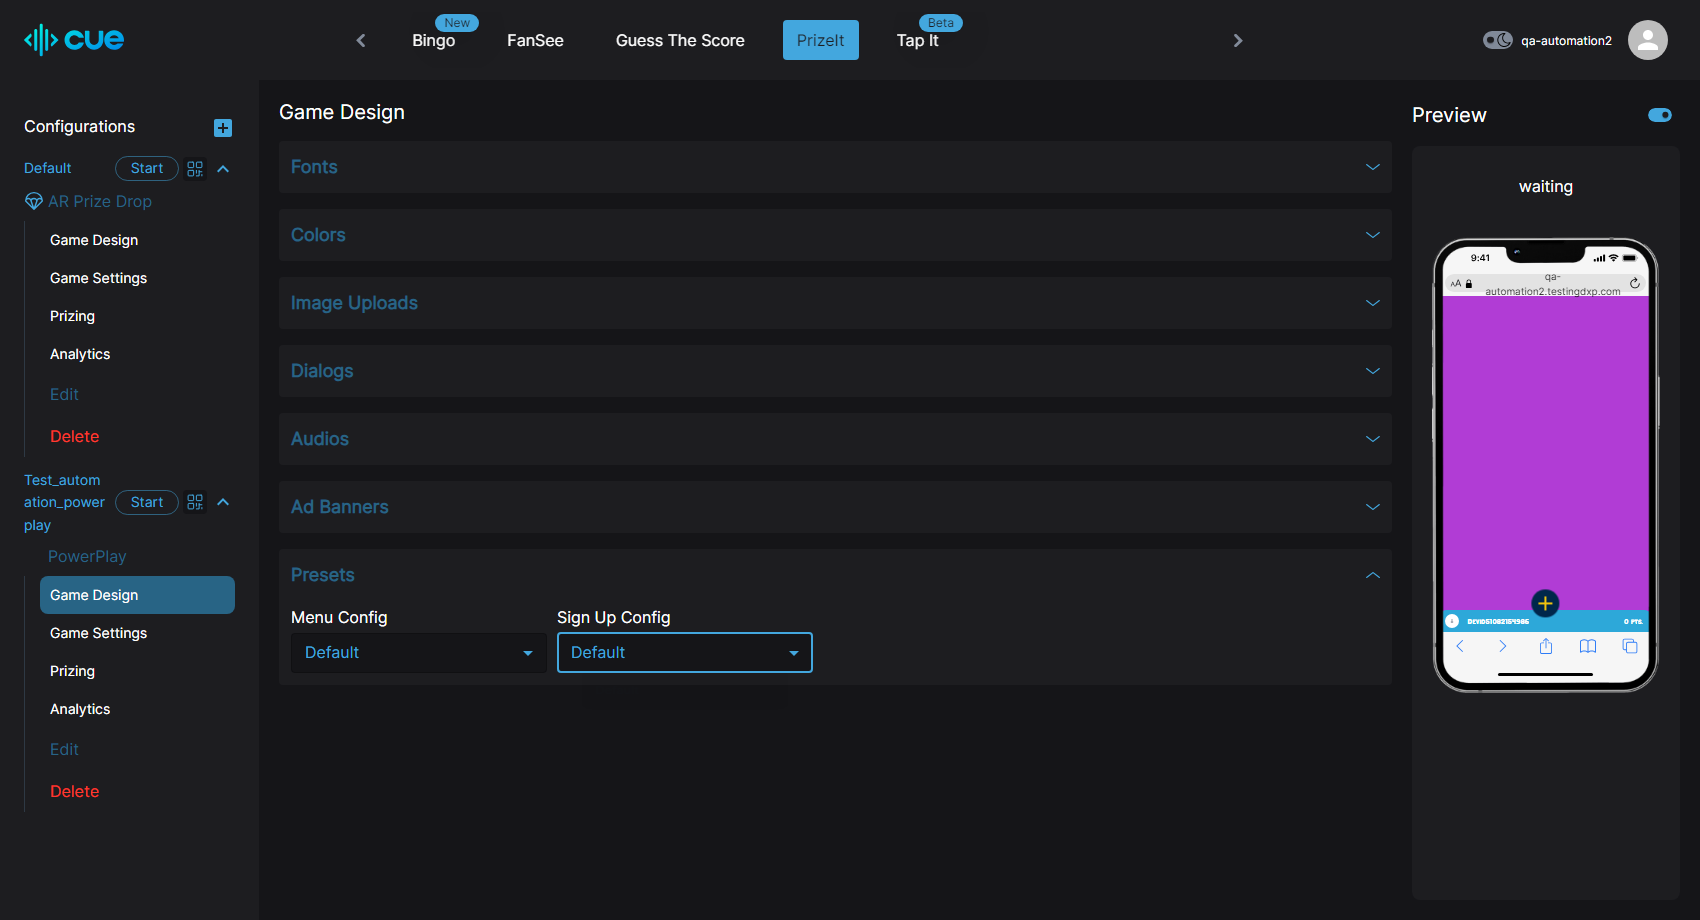 cue
New
Bingo
FanSee
Guess The Score
PrizeIt
Beta
Tap It
qa-automation2
Configurations
Default
Start
AR Prize Drop
Game Design
Game Settings
Prizing
Analytics
Edit
Delete
Test_autom
ation_power
play
Start
PowerPlay
Game Design
Game Settings
Prizing
Analytics
Edit
Delete
Game Design
Fonts
Colors
Image Uploads
Dialogs
Audios
Ad Banners
Presets
Menu Config
Sign Up Config
Default
Default
Preview
waiting
9:41
AA
qa-
automation2.testingdxp.com
0 PTS.